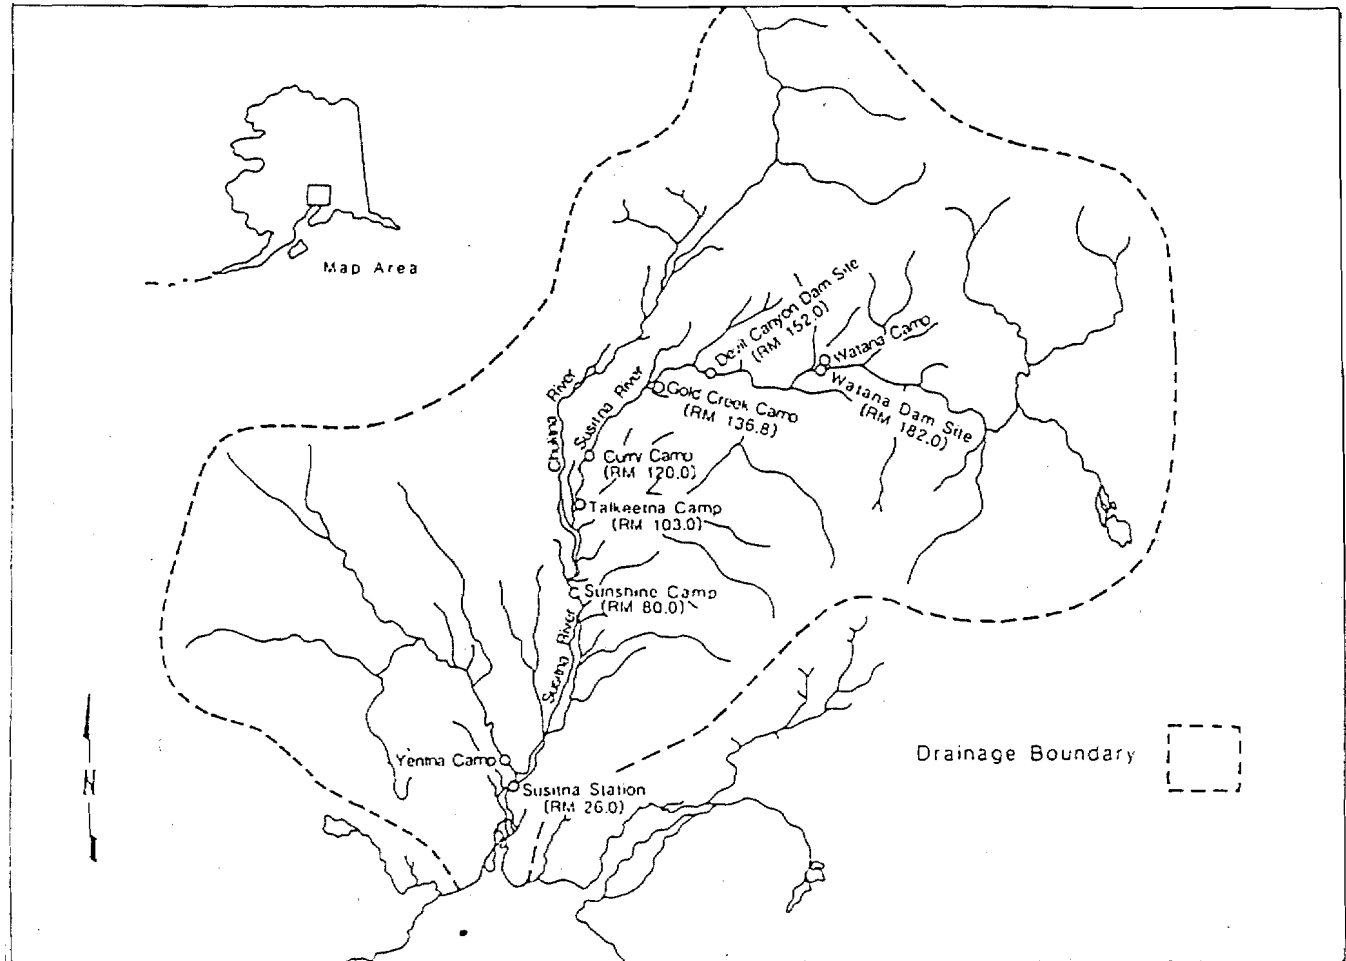 Map Area
Devil Canyon Dam Site
(RM 152.0)
Watana Camp
Watana Dam Site
(RM 182.0)
Chulitna River
Susitna River
Gold Creek Camp
(RM 136.8)
Curry Camp
(RM 120.0)
Talkeetna Camp
(RM 103.0)
Sunshine Camp
(RM 80.0)
Susitna River
Yentna Camp
Susitna Station
(RM 26.0)
Drainage Boundary
N